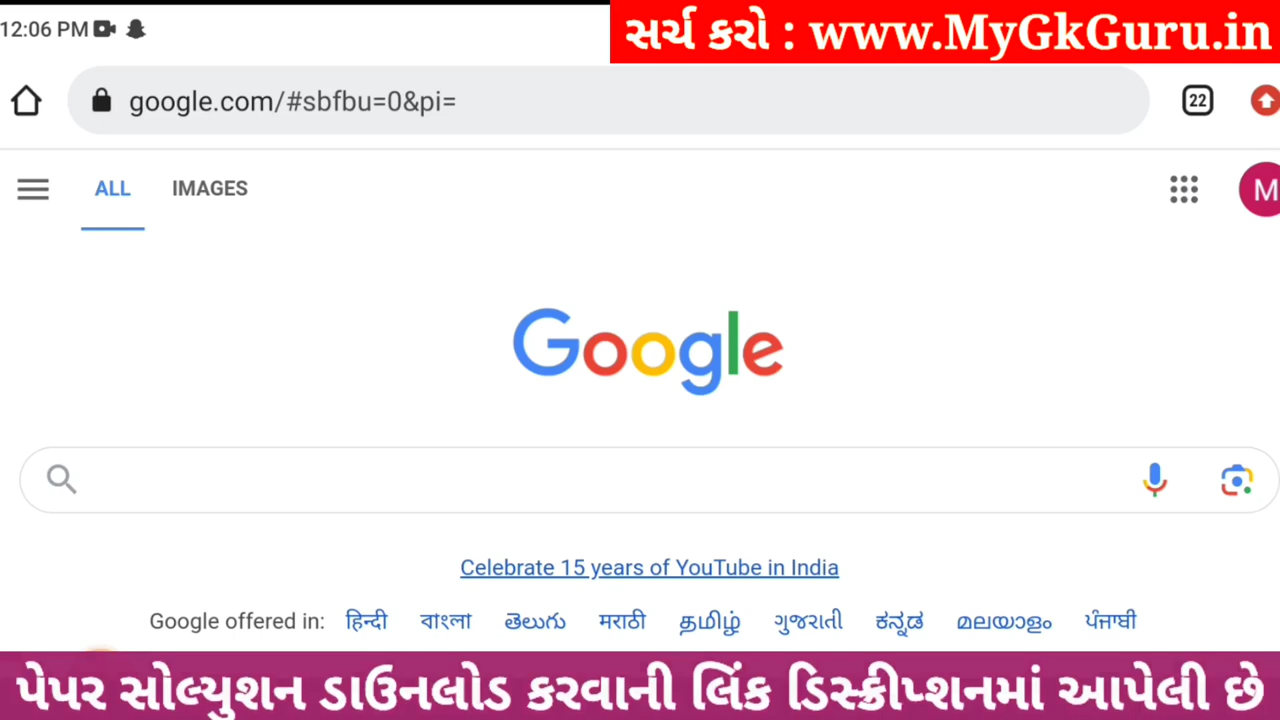 12:06 PM
સર્ચ કરો : www.MyGkGuru.in
google.com/#sbfbu=0&pi=
22
ALL IMAGES
M
Google
Celebrate 15 years of YouTube in India
Google offered in: हिन्दी বাংলা తెలుగు मराठी தமிழ் ગુજરાતી ಕನ್ನಡ മലയാളം ਪੰਜਾਬੀ
પેપર સોલ્યુશન ડાઉનલોડ કરવાની લિંક ડિસ્ક્રીપ્શનમાં આપેલી છે